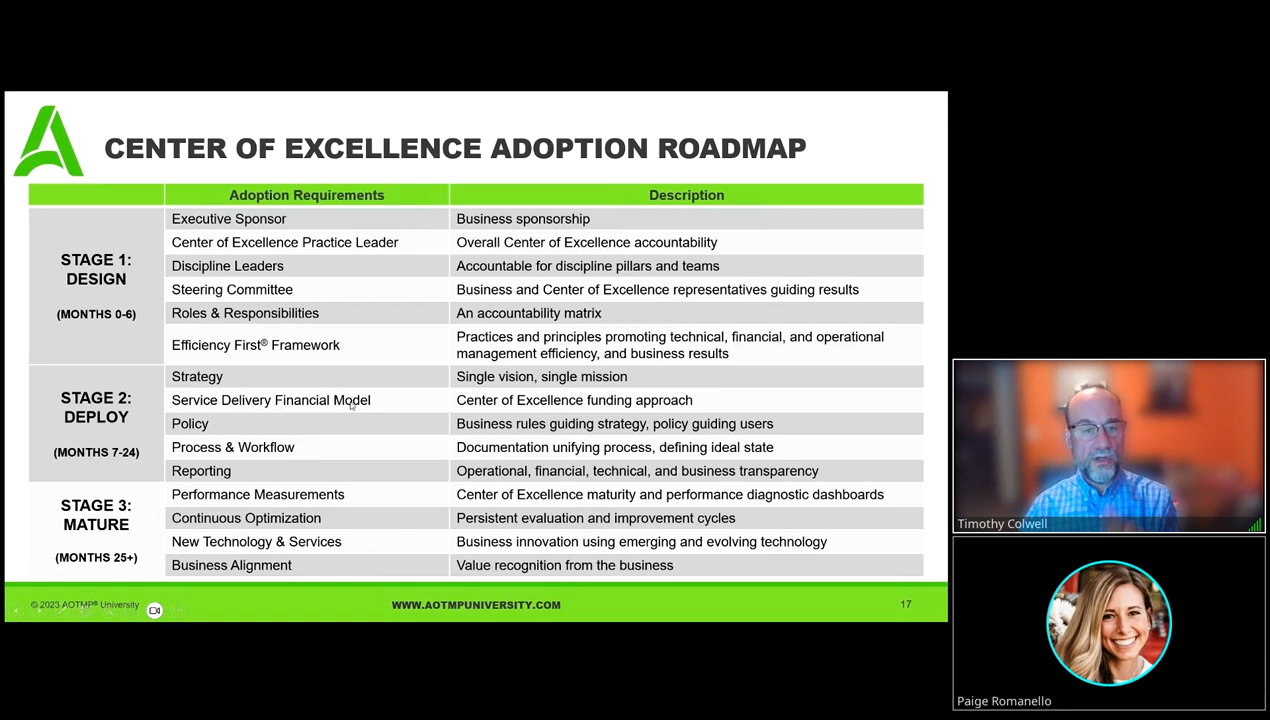 CENTER OF EXCELLENCE ADOPTION ROADMAP
Adoption Requirements Description
STAGE 1:
DESIGN
(MONTHS 0-6)
Executive Sponsor Business sponsorship
Center of Excellence Practice Leader Overall Center of Excellence accountability
Discipline Leaders Accountable for discipline pillars and teams
Steering Committee Business and Center of Excellence representatives guiding results
Roles & Responsibilities An accountability matrix
Efficiency First® Framework Practices and principles promoting technical, financial, and operational
management efficiency, and business results
STAGE 2:
DEPLOY
(MONTHS 7-24)
Strategy Single vision, single mission
Service Delivery Financial Model Center of Excellence funding approach
Policy Business rules guiding strategy, policy guiding users
Process & Workflow Documentation unifying process, defining ideal state
Reporting Operational, financial, technical, and business transparency
STAGE 3:
MATURE
(MONTHS 25+)
Performance Measurements Center of Excellence maturity and performance diagnostic dashboards
Continuous Optimization Persistent evaluation and improvement cycles
New Technology & Services Business innovation using emerging and evolving technology
Business Alignment Value recognition from the business
© 2023 AOTMP® University WWW.AOTMPUNIVERSITY.COM 17
Timothy Colwell
Paige Romanello